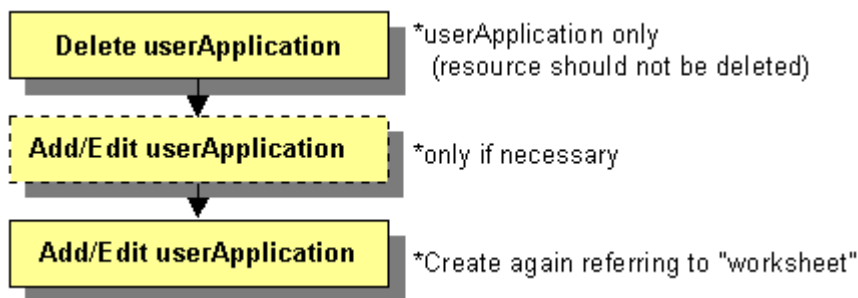 Delete userApplication
*userApplication only
(resource should not be deleted)
Add/Edit userApplication
*only if necessary
Add/Edit userApplication
*Create again referring to "worksheet"